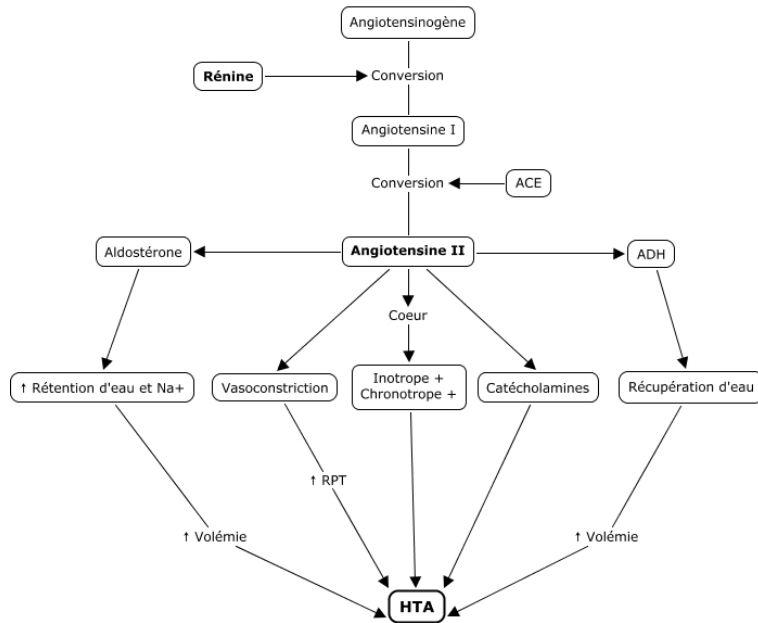 Angiotensinogène
Rénine
Conversion
Angiotensine I
Conversion
ACE
Aldostérone
Angiotensine II
ADH
Coeur
↑ Rétention d'eau et Na+
Vasoconstriction
Inotrope +
Chronotrope +
Catécholamines
Récupération d'eau
↑ RPT
↑ Volémie
↑ Volémie
HTA